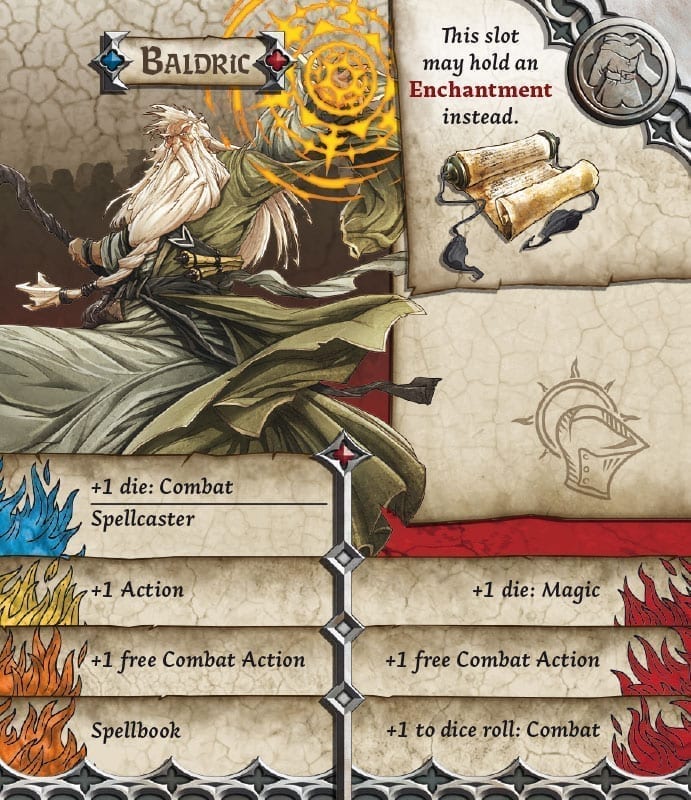 BALDRIC
This slot
may hold an
Enchantment
instead.
+1 die: Combat
Spellcaster
+1 Action
+1 free Combat Action
Spellbook
+1 die: Magic
+1 free Combat Action
+1 to dice roll: Combat